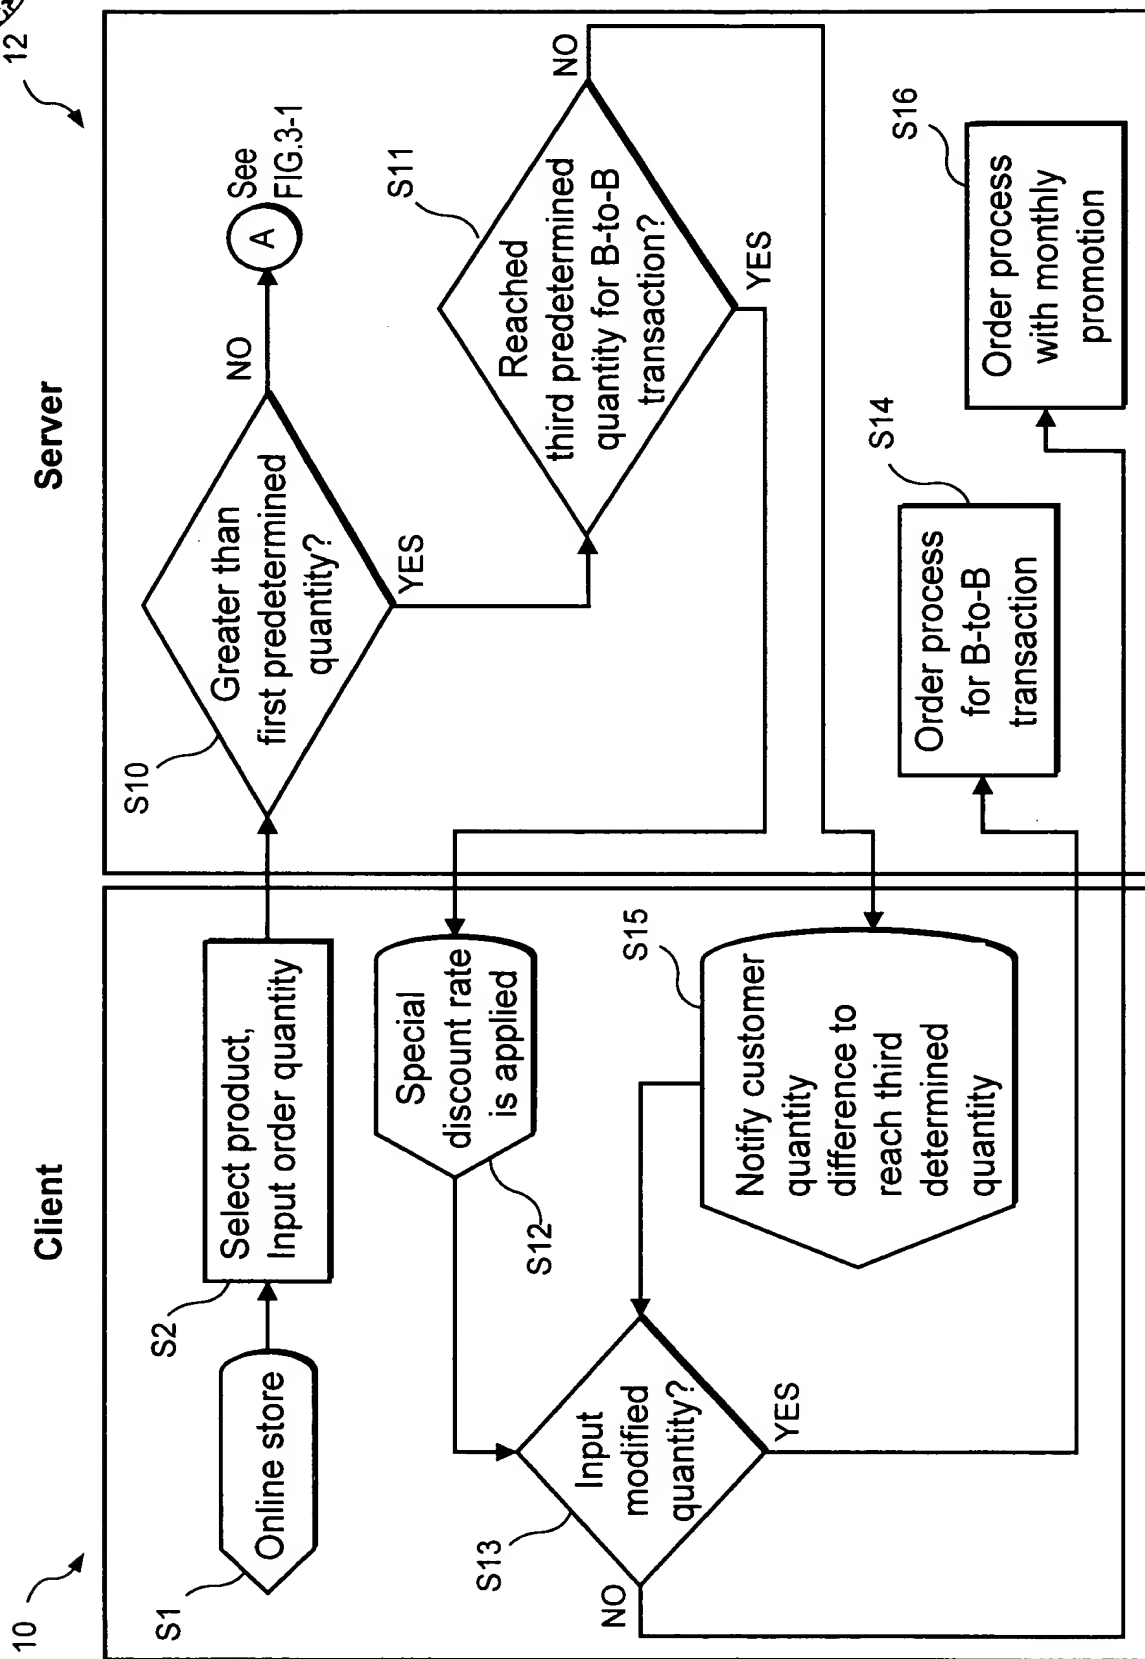 10
Client
Server
12
S1
Online store
S2
Select product,
Input order quantity
S10
Greater than
first predetermined
quantity?
NO
A
See
FIG.3-1
YES
S11
Reached
third predetermined
quantity for B-to-B
transaction?
NO
YES
Special
discount rate
is applied
S12
S13
Input
modified
quantity?
NO
YES
S15
Notify customer
quantity
difference to
reach third
determined
quantity
S14
Order process
for B-to-B
transaction
S16
Order process
with monthly
promotion